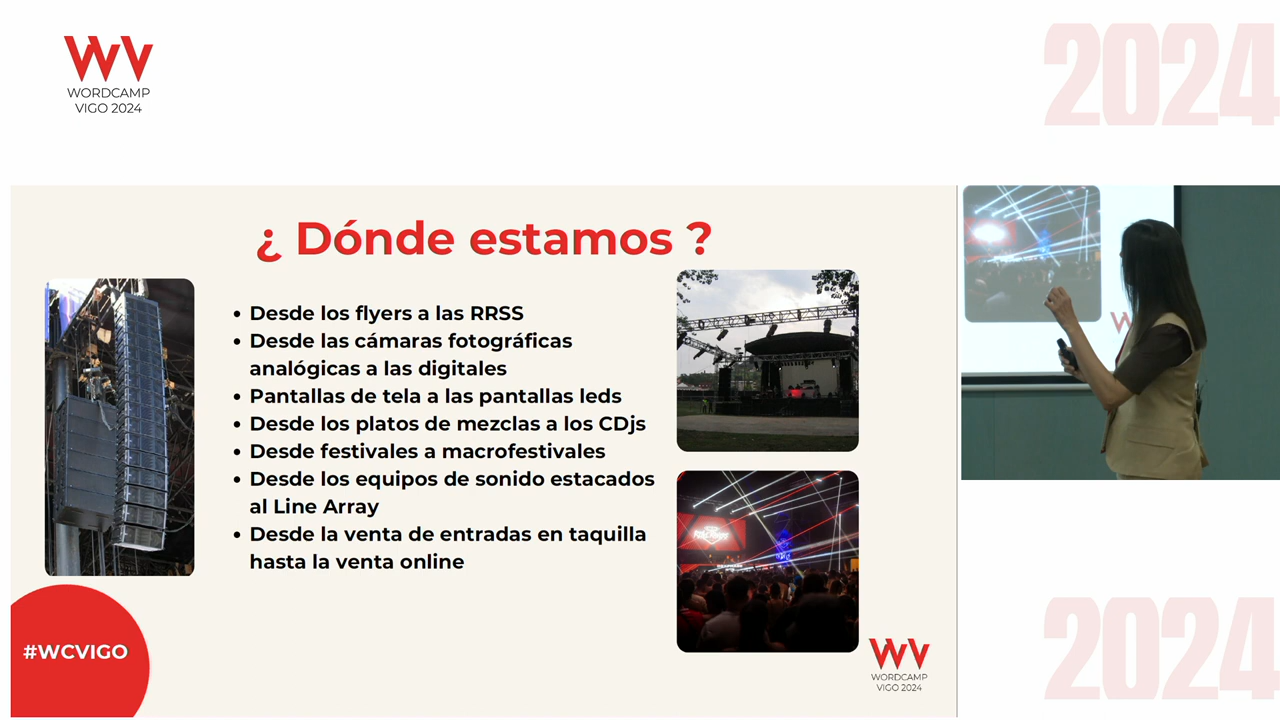 WORDCAMP
VIGO 2024
2024
¿ Dónde estamos ?
• Desde los flyers a las RRSS
• Desde las cámaras fotográficas
analógicas a las digitales
• Pantallas de tela a las pantallas leds
• Desde los platos de mezclas a los CDjs
• Desde festivales a macrofestivales
• Desde los equipos de sonido estacados
al Line Array
• Desde la venta de entradas en taquilla
hasta la venta online
#WCVIGO
WORDCAMP
VIGO 2024
2024